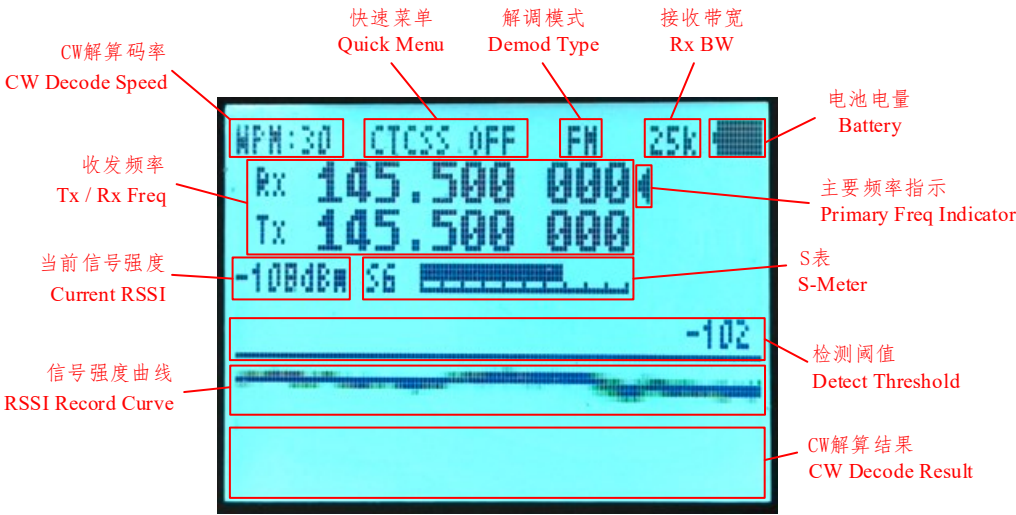 快速菜单
Quick Menu
解调模式
Demod Type
接收带宽
Rx BW
CW解算码率
CW Decode Speed
电池电量
Battery
WPM:30 CTCSS OFF FM 25k
收发频率
Tx / Rx Freq
Rx 145.500 000
Tx 145.500 000
主要频率指示
Primary Freq Indicator
当前信号强度
Current RSSI
-108dBm S6
S表
S-Meter
-102
检测阈值
Detect Threshold
信号强度曲线
RSSI Record Curve
CW解算结果
CW Decode Result